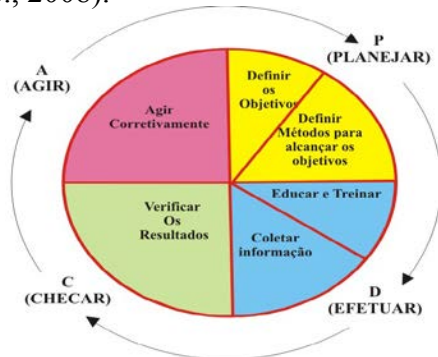 ., 2008).
P
(PLANEJAR)
A
(AGIR)
Definir
os
Objetivos
Agir
Corretivamente
Definir
Métodos para
alcançar os
objetivos
Educar e Treinar
Verificar
Os
Resultados
Coletar
informação
C
(CHECAR)
D
(EFETUAR)